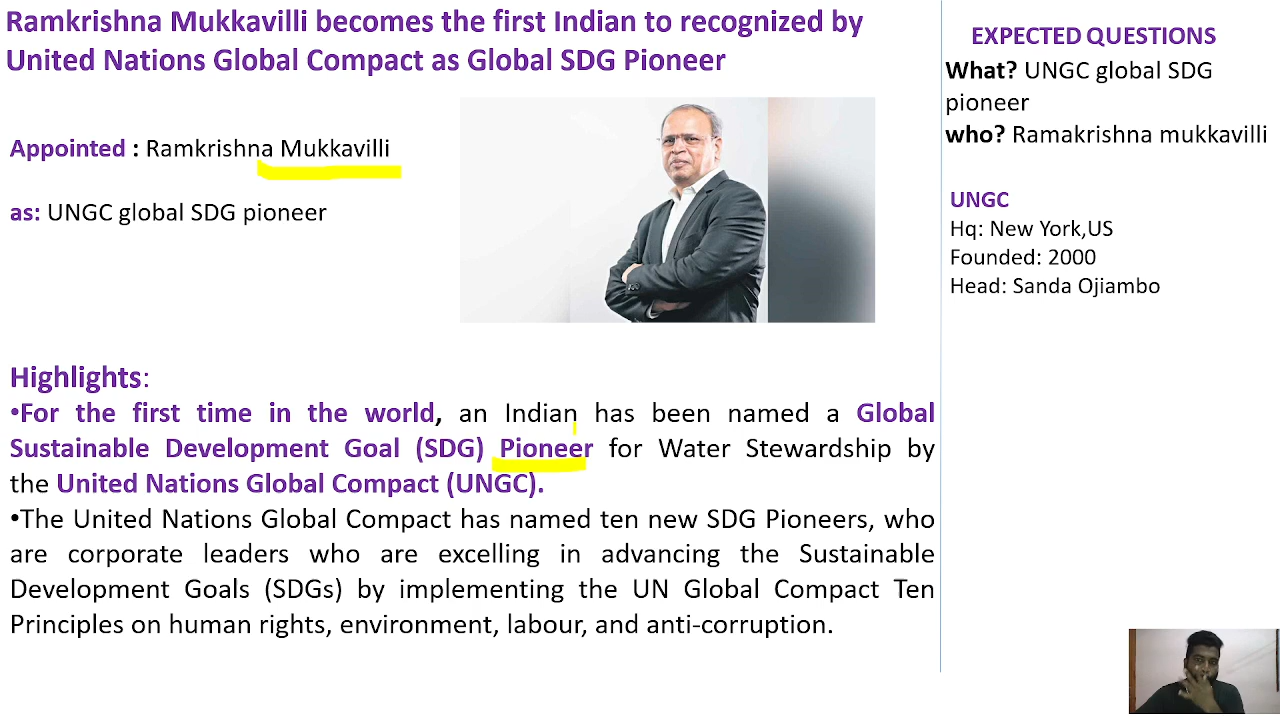 Ramkrishna Mukkavilli becomes the first Indian to recognized by
United Nations Global Compact as Global SDG Pioneer
Appointed : Ramkrishna Mukkavilli
as: UNGC global SDG pioneer
Highlights:
•For the first time in the world, an Indian has been named a Global
Sustainable Development Goal (SDG) Pioneer for Water Stewardship by
the United Nations Global Compact (UNGC).
•The United Nations Global Compact has named ten new SDG Pioneers, who
are corporate leaders who are excelling in advancing the Sustainable
Development Goals (SDGs) by implementing the UN Global Compact Ten
Principles on human rights, environment, labour, and anti-corruption.
EXPECTED QUESTIONS
What? UNGC global SDG
pioneer
who? Ramakrishna mukkavilli
UNGC
Hq: New York,US
Founded: 2000
Head: Sanda Ojiambo